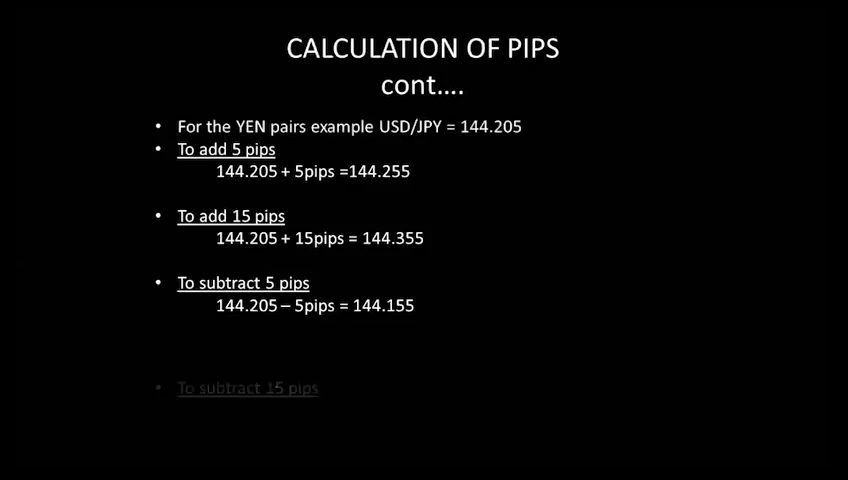 CALCULATION OF PIPS
cont....
• For the YEN pairs example USD/JPY = 144.205
• To add 5 pips
144.205 + 5pips =144.255
• To add 15 pips
144.205 + 15pips = 144.355
• To subtract 5 pips
144.205 – 5pips = 144.155
• To subtract 15 pips